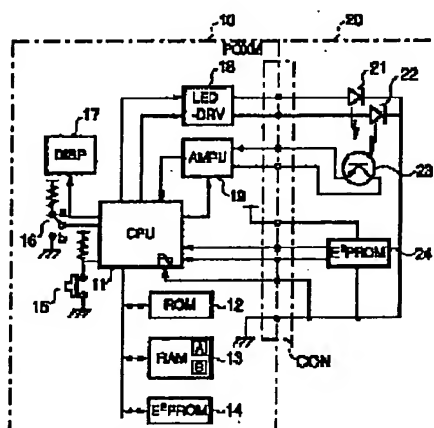 10
20
POXM
18
21
22
17
LED
-DRV
DISP
AMPU
23
19
16
a
b
CPU
E²PROM
24
Pg
15
11
ROM
12
RAM
A
B
13
CON
E²PROM
14